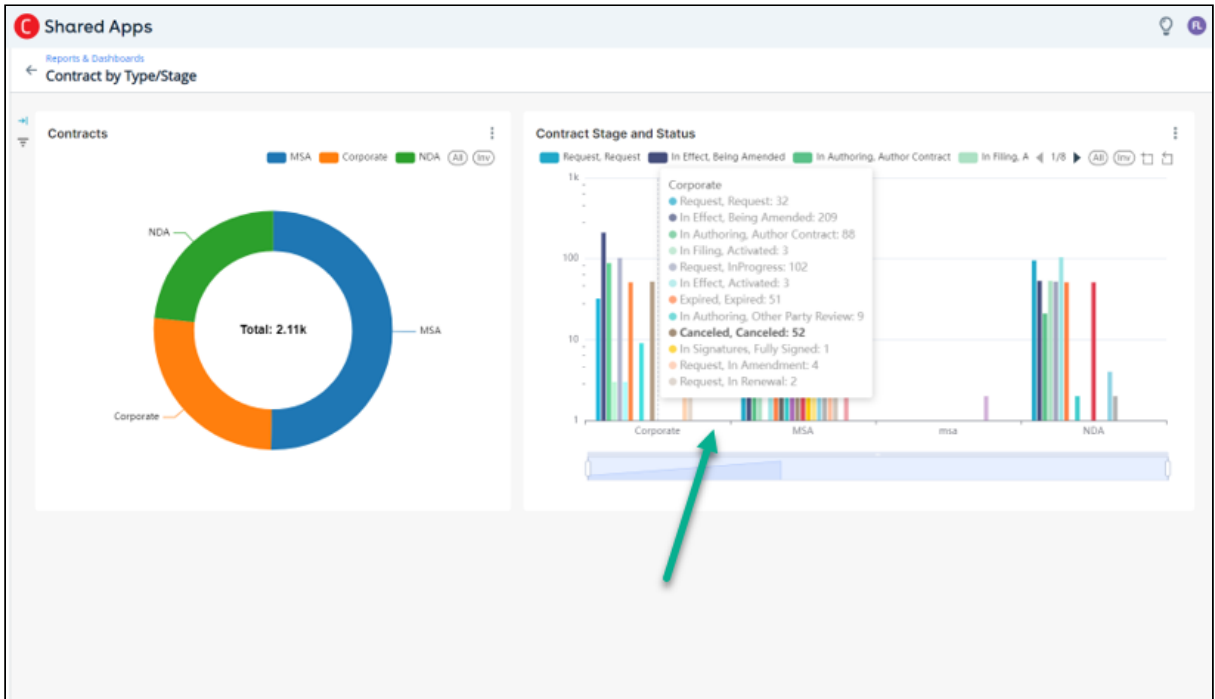 C Shared Apps
FL
Reports & Dashboards
Contract by Type/Stage
Contracts
MSA Corporate NDA All Inv
NDA
MSA
Corporate
Total: 2.11k
Contract Stage and Status
Request, Request In Effect, Being Amended In Authoring, Author Contract In Filing, A 1/8 All Inv
1k
100
10
1
Corporate
Request, Request: 32
In Effect, Being Amended: 209
In Authoring, Author Contract: 88
In Filing, Activated: 3
Request, InProgress: 102
In Effect, Activated: 3
Expired, Expired: 51
In Authoring, Other Party Review: 9
Canceled, Canceled: 52
In Signatures, Fully Signed: 1
Request, In Amendment: 4
Request, In Renewal: 2
Corporate MSA msa NDA